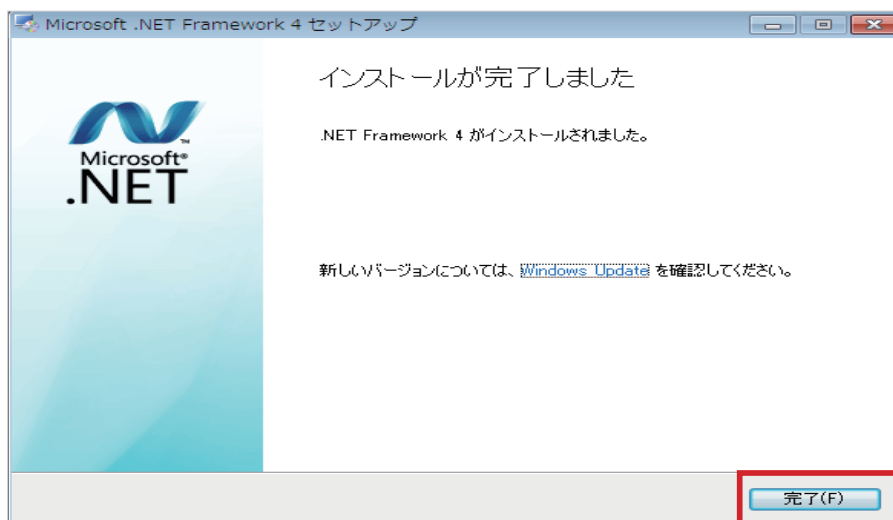 Microsoft .NET Framework 4 セットアップ
インストールが完了しました
.NET Framework 4 がインストールされました。
Microsoft®
.NET
™
新しいバージョンについては、Windows Update を確認してください。
完了(F)